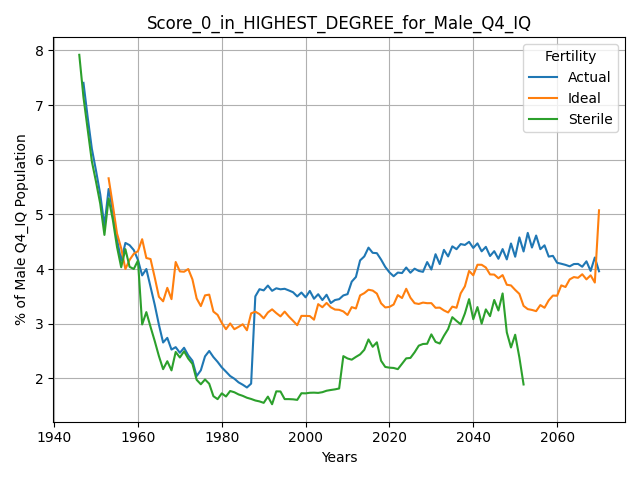 Score_0_in_HIGHEST_DEGREE_for_Male_Q4_IQ
% of Male Q4_IQ Population
8
7
6
5
4
3
2
Fertility
Actual
Ideal
Sterile
1940 1960 1980 2000 2020 2040 2060
Years